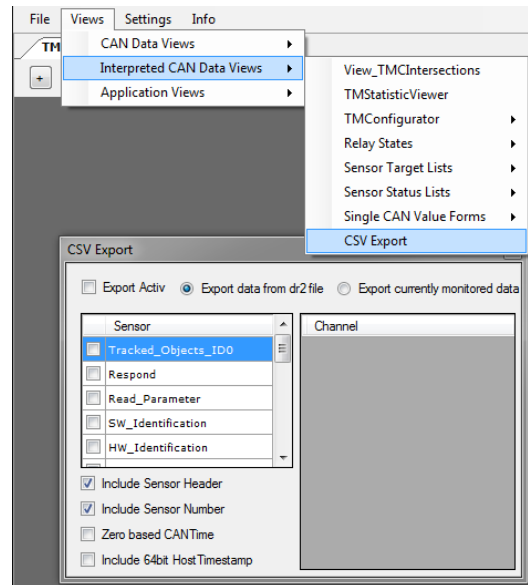 File Views Settings Info
TM
+
CAN Data Views
Interpreted CAN Data Views
Application Views
View_TMCIntersections
TMStatisticViewer
TMConfigurator
Relay States
Sensor Target Lists
Sensor Status Lists
Single CAN Value Forms
CSV Export
CSV Export
Export Activ Export data from dr2 file Export currently monitored data
Sensor Channel
Tracked_Objects_ID0
Respond
Read_Parameter
SW_Identification
HW_Identification
Include Sensor Header
Include Sensor Number
Zero based CANTime
Include 64bit HostTimestamp